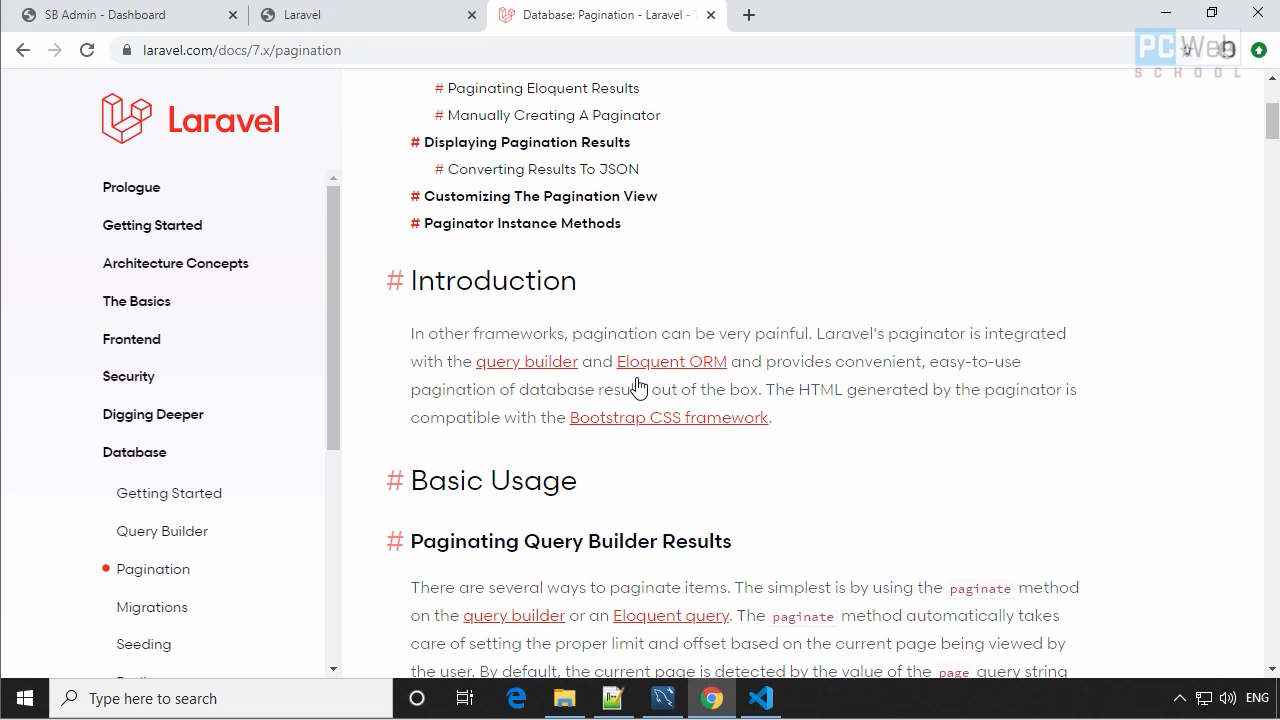 SB Admin - Dashboard
Laravel
Database: Pagination - Laravel -
laravel.com/docs/7.x/pagination
PC Web
SCHOOL
Laravel
Prologue
Getting Started
Architecture Concepts
The Basics
Frontend
Security
Digging Deeper
Database
Getting Started
Query Builder
Pagination
Migrations
Seeding
# Paginating Eloquent Results
# Manually Creating A Paginator
# Displaying Pagination Results
# Converting Results To JSON
# Customizing The Pagination View
# Paginator Instance Methods
# Introduction
In other frameworks, pagination can be very painful. Laravel's paginator is integrated
with the query builder and Eloquent ORM and provides convenient, easy-to-use
pagination of database results out of the box. The HTML generated by the paginator is
compatible with the Bootstrap CSS framework.
# Basic Usage
# Paginating Query Builder Results
There are several ways to paginate items. The simplest is by using the paginate method
on the query builder or an Eloquent query. The paginate method automatically takes
care of setting the proper limit and offset based on the current page being viewed by
the user. By default, the current page is detected by the value of the page query string
Type here to search
ENG